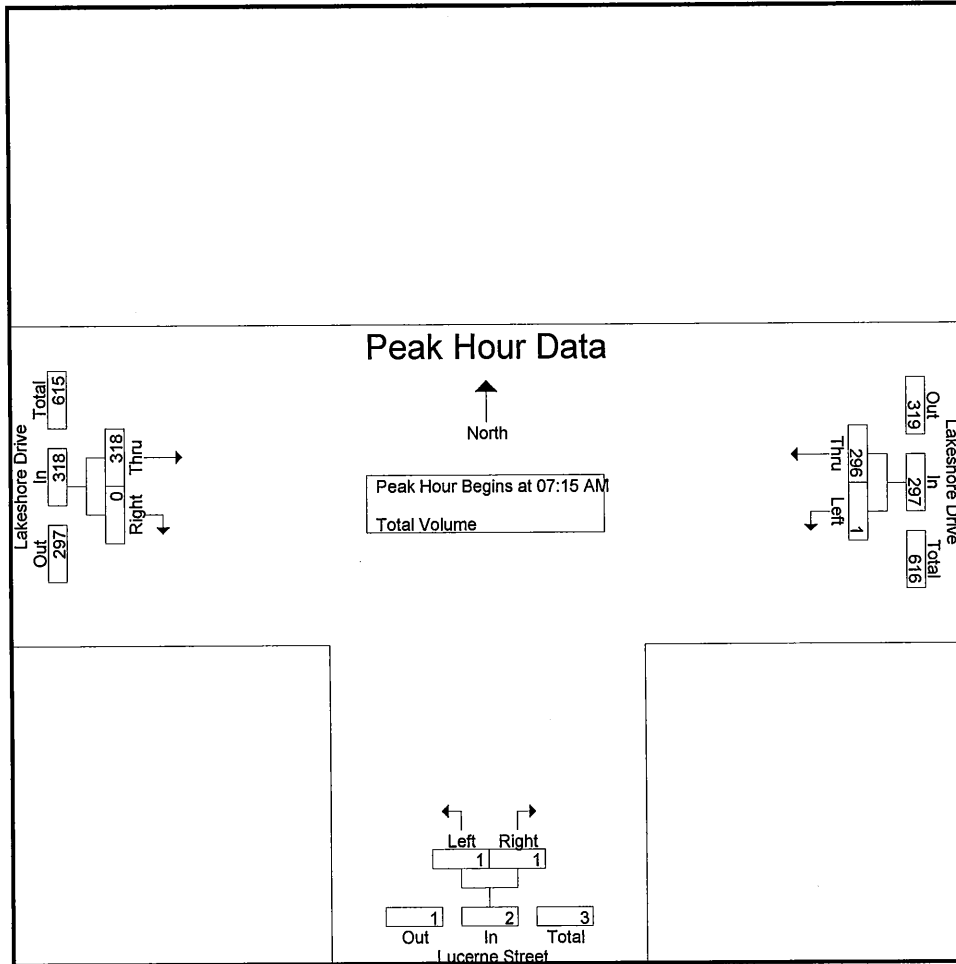 Peak Hour Data
North
Peak Hour Begins at 07:15 AM
Total Volume
Lakeshore Drive
Total 615
In 318
Out 297
318 Thru
0 Right
Lakeshore Drive
Out 319
In 297
Total 616
Thru 296
Left 1
Left Right
1 1
1 2 3
Out In Total
Lucerne Street